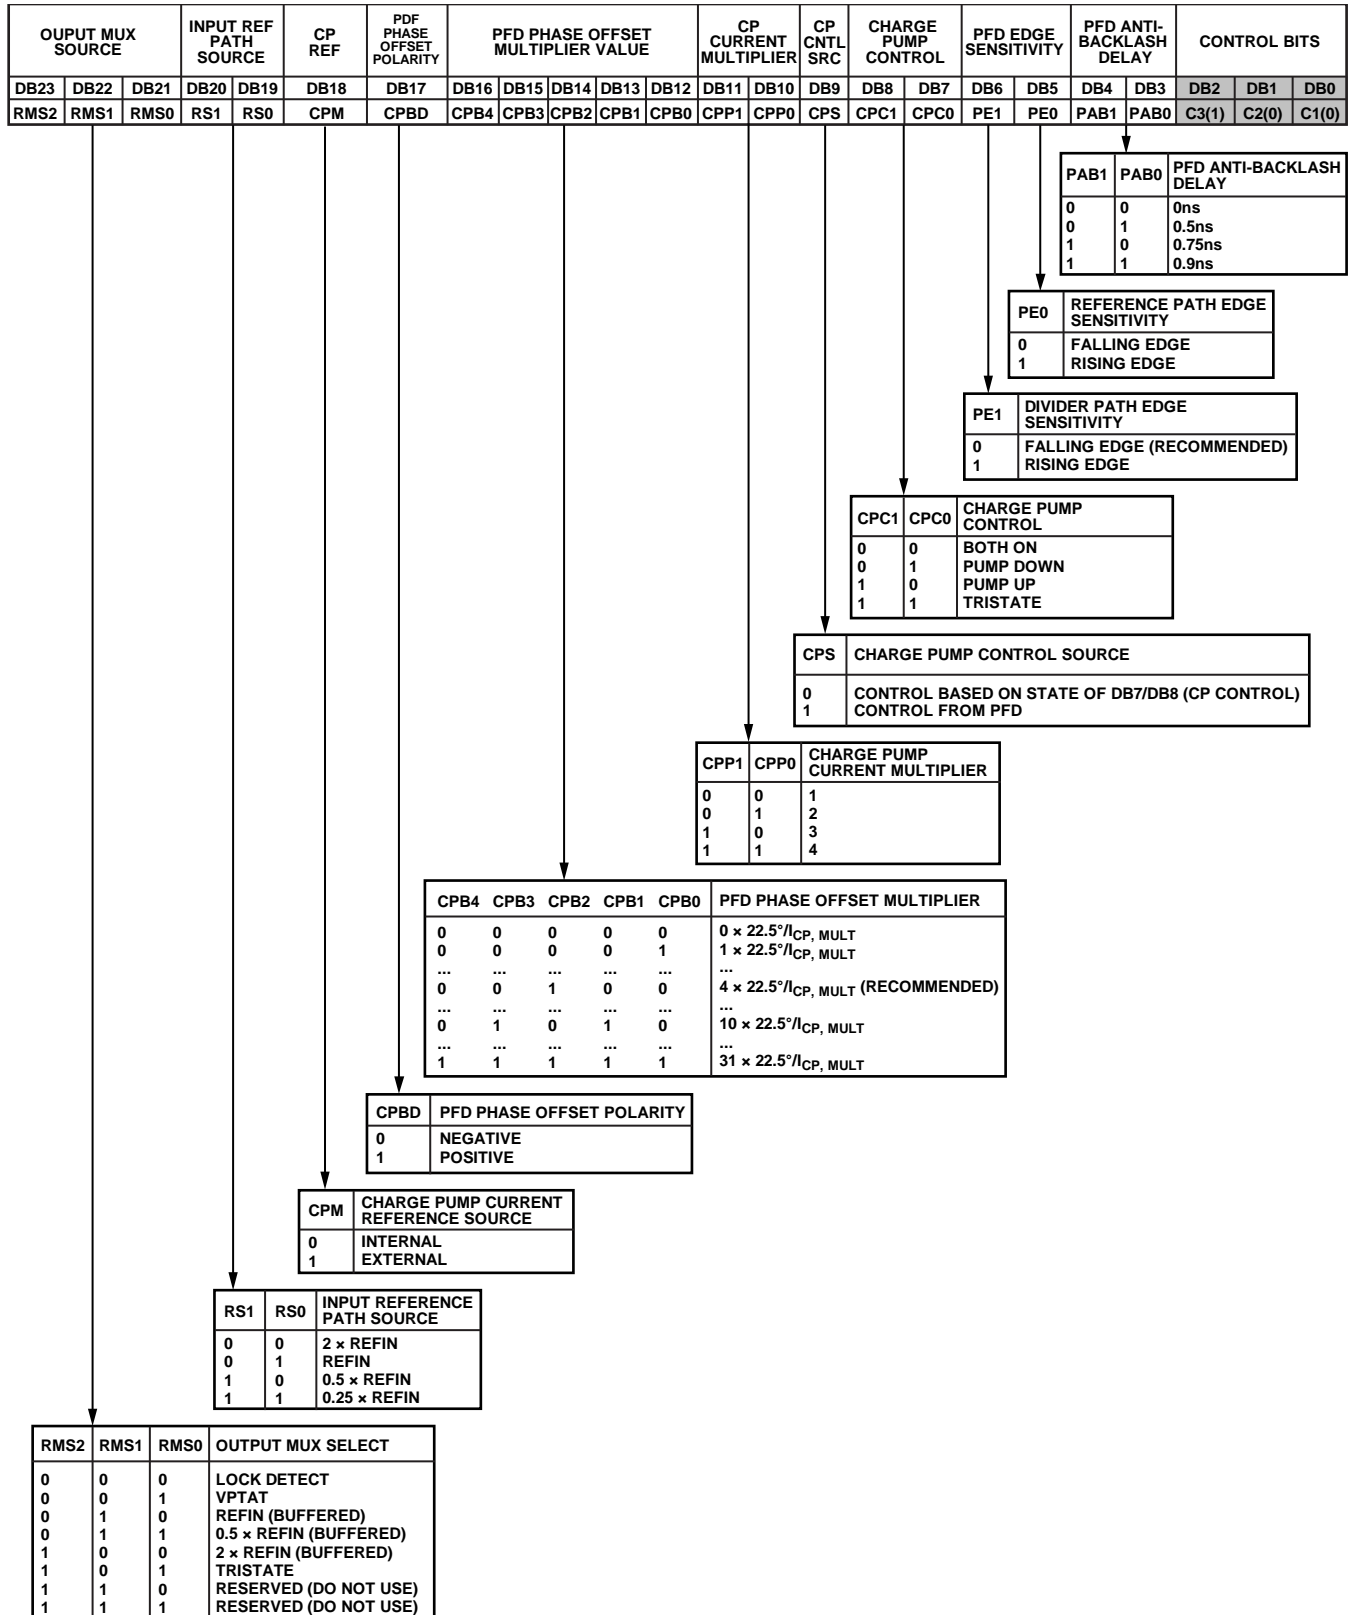 OUPUT MUX
SOURCE
INPUT REF
PATH
SOURCE
CP
REF
PDF
PHASE
OFFSET
POLARITY
PFD PHASE OFFSET
MULTIPLIER VALUE
CP
CURRENT
MULTIPLIER
CP
CNTL
SRC
CHARGE
PUMP
CONTROL
PFD EDGE
SENSITIVITY
PFD ANTI-
BACKLASH
DELAY
CONTROL BITS
DB23 DB22 DB21 DB20 DB19 DB18 DB17 DB16 DB15 DB14 DB13 DB12 DB11 DB10 DB9 DB8 DB7 DB6 DB5 DB4 DB3 DB2 DB1 DB0
RMS2 RMS1 RMS0 RS1 RS0 CPM CPBD CPB4 CPB3 CPB2 CPB1 CPB0 CPP1 CPP0 CPS CPC1 CPC0 PE1 PE0 PAB1 PAB0 C3(1) C2(0) C1(0)
PAB1 PAB0 PFD ANTI-BACKLASH
DELAY
0 0 0ns
0 1 0.5ns
1 0 0.75ns
1 1 0.9ns
PE0 REFERENCE PATH EDGE
SENSITIVITY
0 FALLING EDGE
1 RISING EDGE
PE1 DIVIDER PATH EDGE
SENSITIVITY
0 FALLING EDGE (RECOMMENDED)
1 RISING EDGE
CPC1 CPC0 CHARGE PUMP
CONTROL
0 0 BOTH ON
0 1 PUMP DOWN
1 0 PUMP UP
1 1 TRISTATE
CPS CHARGE PUMP CONTROL SOURCE
0 CONTROL BASED ON STATE OF DB7/DB8 (CP CONTROL)
1 CONTROL FROM PFD
CPP1 CPP0 CHARGE PUMP
CURRENT MULTIPLIER
0 0 1
0 1 2
1 0 3
1 1 4
CPB4 CPB3 CPB2 CPB1 CPB0 PFD PHASE OFFSET MULTIPLIER
0 0 0 0 0 0 × 22.5°/ICP, MULT
0 0 0 0 1 1 × 22.5°/ICP, MULT
... ... ... ... ... ...
0 0 1 0 0 4 × 22.5°/ICP, MULT (RECOMMENDED)
... ... ... ... ... ...
0 1 0 1 0 10 × 22.5°/ICP, MULT
... ... ... ... ... ...
1 1 1 1 1 31 × 22.5°/ICP, MULT
CPBD PFD PHASE OFFSET POLARITY
0 NEGATIVE
1 POSITIVE
CPM CHARGE PUMP CURRENT
REFERENCE SOURCE
0 INTERNAL
1 EXTERNAL
RS1 RS0 INPUT REFERENCE
PATH SOURCE
0 0 2 × REFIN
0 1 REFIN
1 0 0.5 × REFIN
1 1 0.25 × REFIN
RMS2 RMS1 RMS0 OUTPUT MUX SELECT
0 0 0 LOCK DETECT
0 0 1 VPTAT
0 1 0 REFIN (BUFFERED)
0 1 1 0.5 × REFIN (BUFFERED)
1 0 0 2 × REFIN (BUFFERED)
1 0 1 TRISTATE
1 1 0 RESERVED (DO NOT USE)
1 1 1 RESERVED (DO NOT USE)